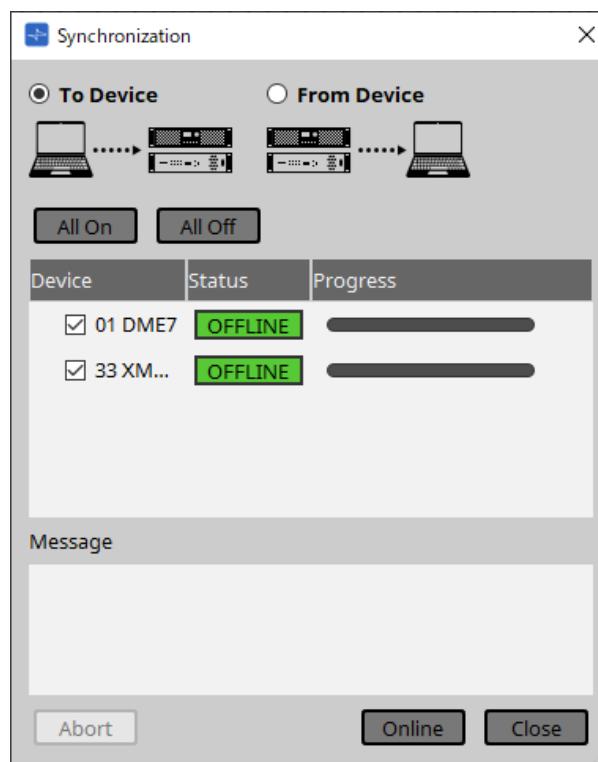 Synchronization
To Device From Device
All On All Off
Device Status Progress
01 DME7 OFFLINE
33 XM... OFFLINE
Message
Abort Online Close